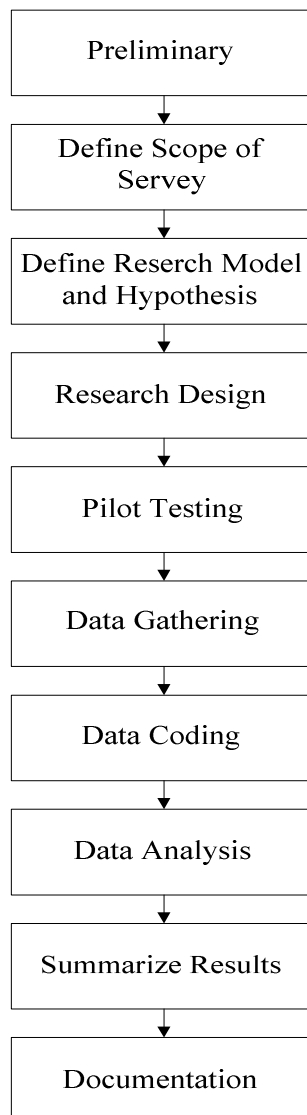 Preliminary
Define Scope of
Servey
Define Reserch Model
and Hypothesis
Research Design
Pilot Testing
Data Gathering
Data Coding
Data Analysis
Summarize Results
Documentation